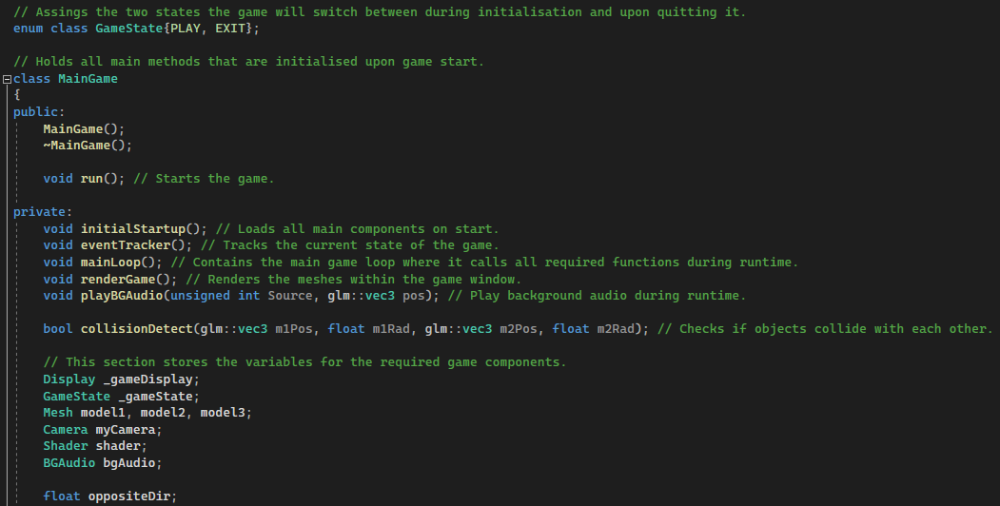 // Assings the two states the game will switch between during initialisation and upon quitting it.
enum class GameState{PLAY, EXIT};
// Holds all main methods that are initialised upon game start.
class MainGame
{
public:
MainGame();
~MainGame();
void run(); // Starts the game.
private:
void initialStartup(); // Loads all main components on start.
void eventTracker(); // Tracks the current state of the game.
void mainLoop(); // Contains the main game loop where it calls all required functions during runtime.
void renderGame(); // Renders the meshes within the game window.
void playBGAudio(unsigned int Source, glm::vec3 pos); // Play background audio during runtime.
bool collisionDetect(glm::vec3 m1Pos, float m1Rad, glm::vec3 m2Pos, float m2Rad); // Checks if objects collide with each other.
// This section stores the variables for the required game components.
Display _gameDisplay;
GameState _gameState;
Mesh model1, model2, model3;
Camera myCamera;
Shader shader;
BGAudio bgAudio;
float oppositeDir;